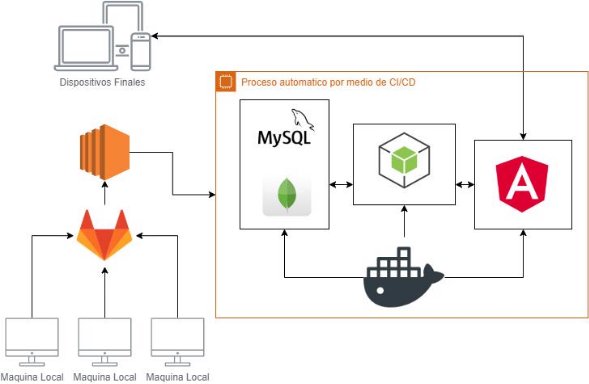 Dispositivos Finales
Proceso automatico por medio de CI/CD
MySQL
Maquina Local
Maquina Local
Maquina Local